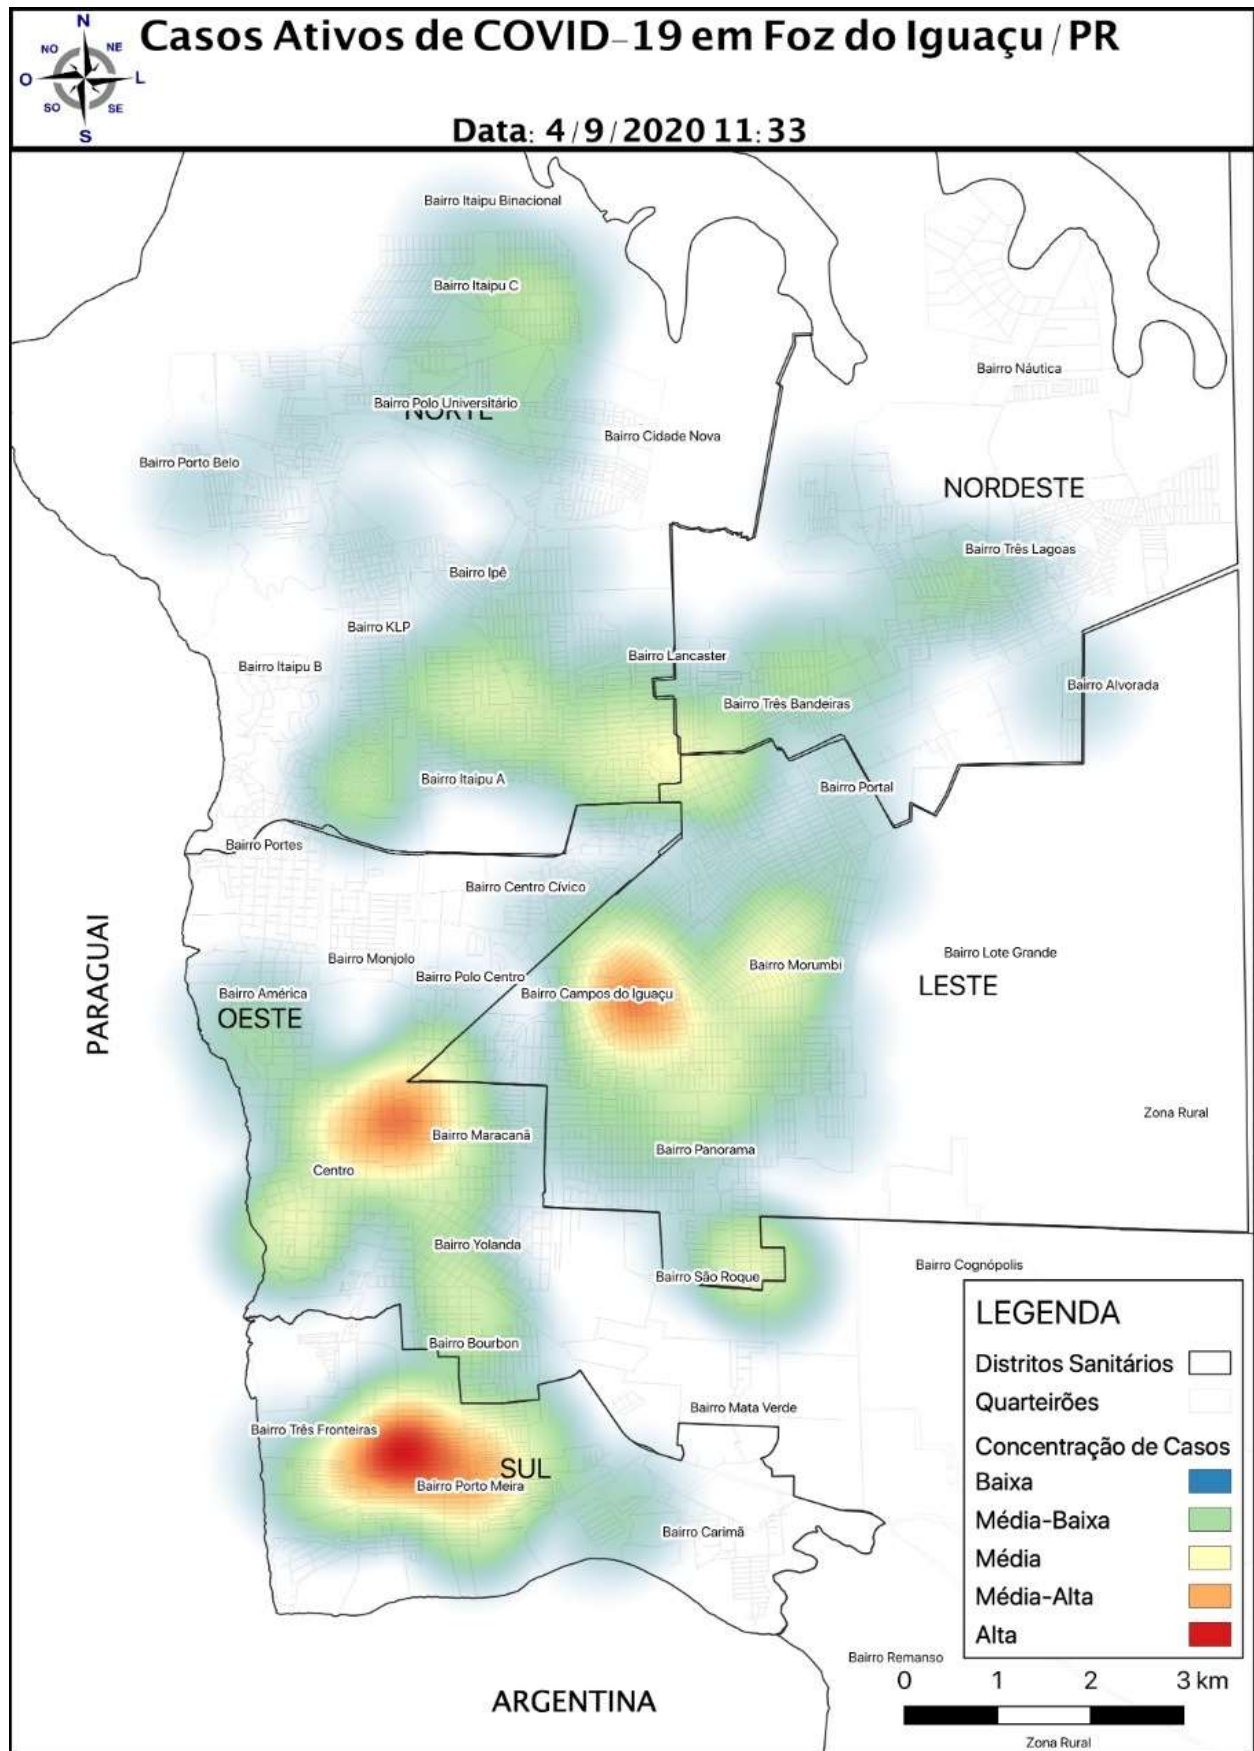 N
NO
NE
O
L
SO
SE
S
Casos Ativos de COVID-19 em Foz do Iguaçu/PR
Data: 4/9/2020 11:33
Bairro Itaipu Binacional
Bairro Itaipu C
Bairro Náutica
Bairro Polo Universitário
NORTE
Bairro Cidade Nova
Bairro Porto Belo
NORDESTE
Bairro Três Lagoas
Bairro Ipê
Bairro KLP
Bairro Lancaster
Bairro Itaipu B
Bairro Alvorada
Bairro Três Bandeiras
Bairro Itaipu A
Bairro Portal
Bairro Portes
Bairro Centro Cívico
PARAGUAI
Bairro Monjolo
Bairro Lote Grande
Bairro Morumbi
Bairro Polo Centro
Bairro América
Bairro Campos do Iguaçu
LESTE
OESTE
Zona Rural
Bairro Maracanã
Bairro Panorama
Centro
Bairro Yolanda
Bairro Cognópolis
Bairro São Roque
Bairro Bourbon
Bairro Mata Verde
Bairro Três Fronteiras
SUL
Bairro Porto Meira
Bairro Carimã
LEGENDA
Distritos Sanitários
Quarteirões
Concentração de Casos
Baixa
Média-Baixa
Média
Média-Alta
Alta
Bairro Remanso
0 1 2 3 km
ARGENTINA
Zona Rural